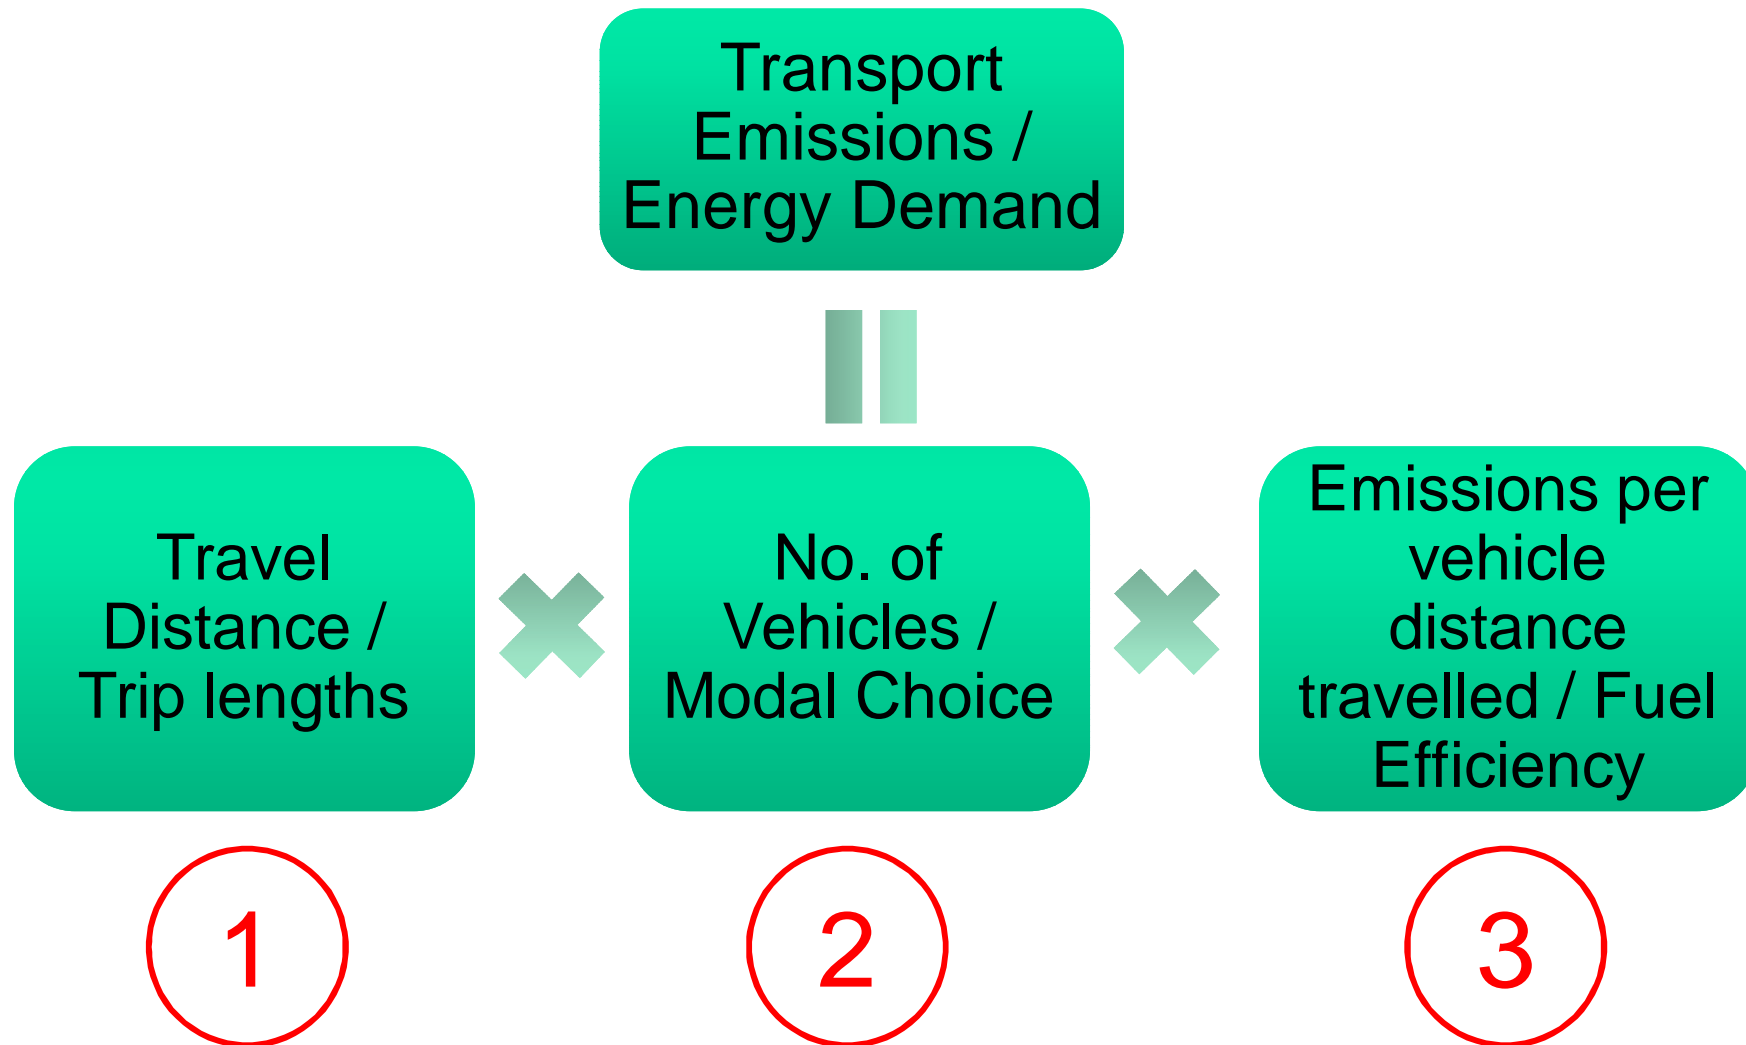 Transport
Emissions /
Energy Demand
Travel
Distance /
Trip lengths
No. of
Vehicles /
Modal Choice
Emissions per
vehicle
distance
travelled / Fuel
Efficiency
1
2
3